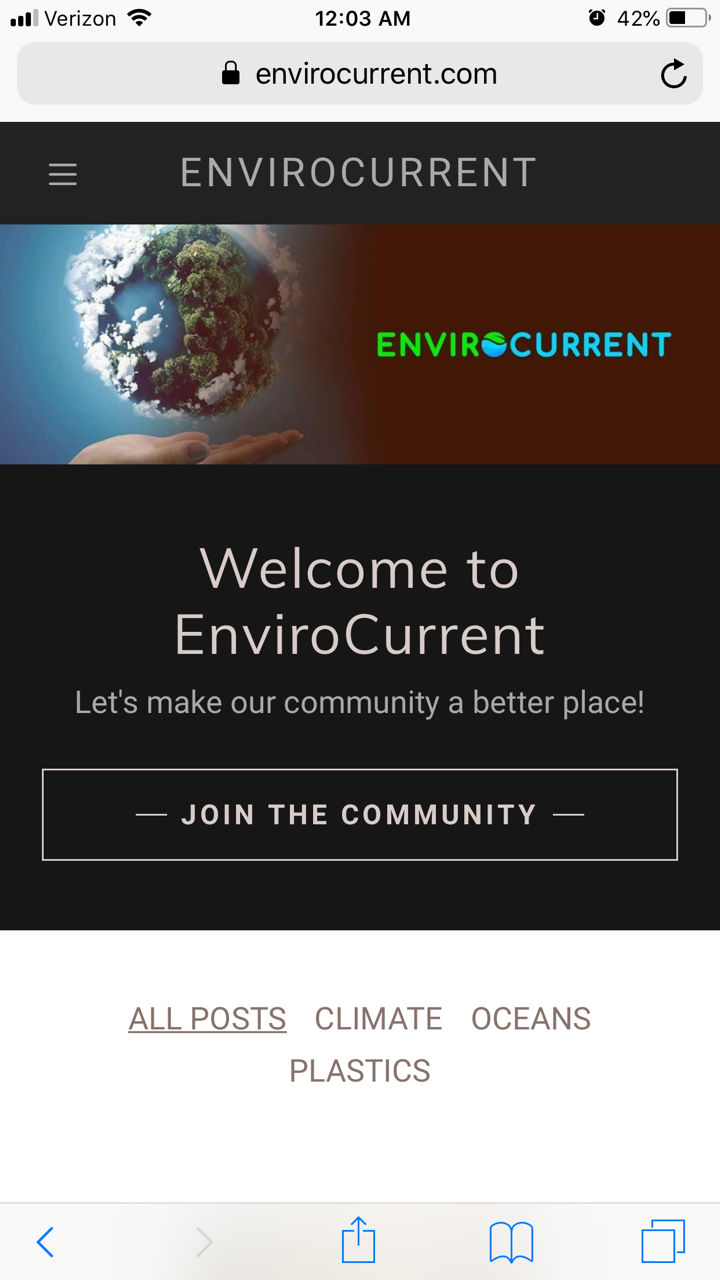 Verizon 12:03 AM 42%
envirocurrent.com
ENVIROCURRENT
ENVIROCURRENT
Welcome to
EnviroCurrent
Let's make our community a better place!
— JOIN THE COMMUNITY —
ALL POSTS CLIMATE OCEANS
PLASTICS